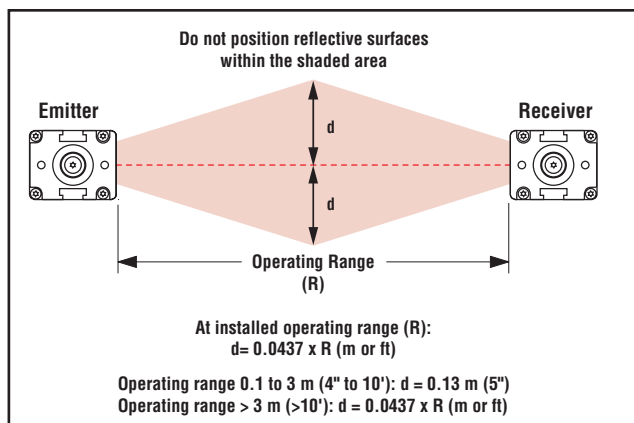 Do not position reflective surfaces
within the shaded area
Emitter
Receiver
d
d
Operating Range
(R)
At installed operating range (R):
d= 0.0437 x R (m or ft)
Operating range 0.1 to 3 m (4" to 10'): d = 0.13 m (5")
Operating range > 3 m (>10'): d = 0.0437 x R (m or ft)